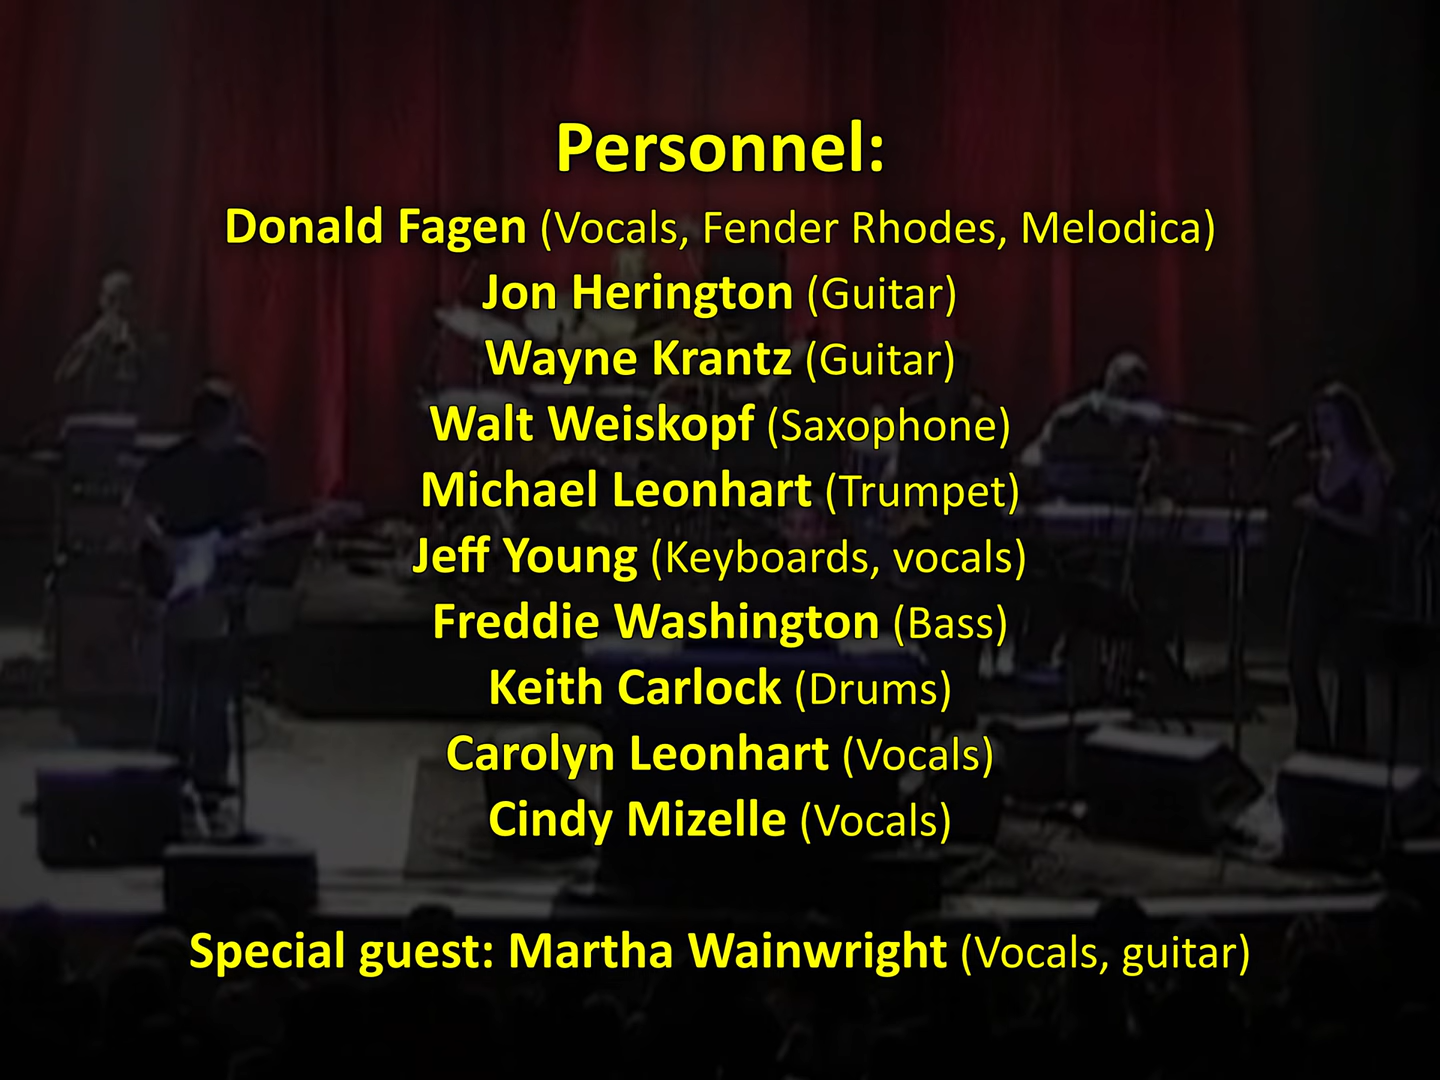 Personnel:
Donald Fagen (Vocals, Fender Rhodes, Melodica)
Jon Herington (Guitar)
Wayne Krantz (Guitar)
Walt Weiskopf (Saxophone)
Michael Leonhart (Trumpet)
Jeff Young (Keyboards, vocals)
Freddie Washington (Bass)
Keith Carlock (Drums)
Carolyn Leonhart (Vocals)
Cindy Mizelle (Vocals)
Special guest: Martha Wainwright (Vocals, guitar)